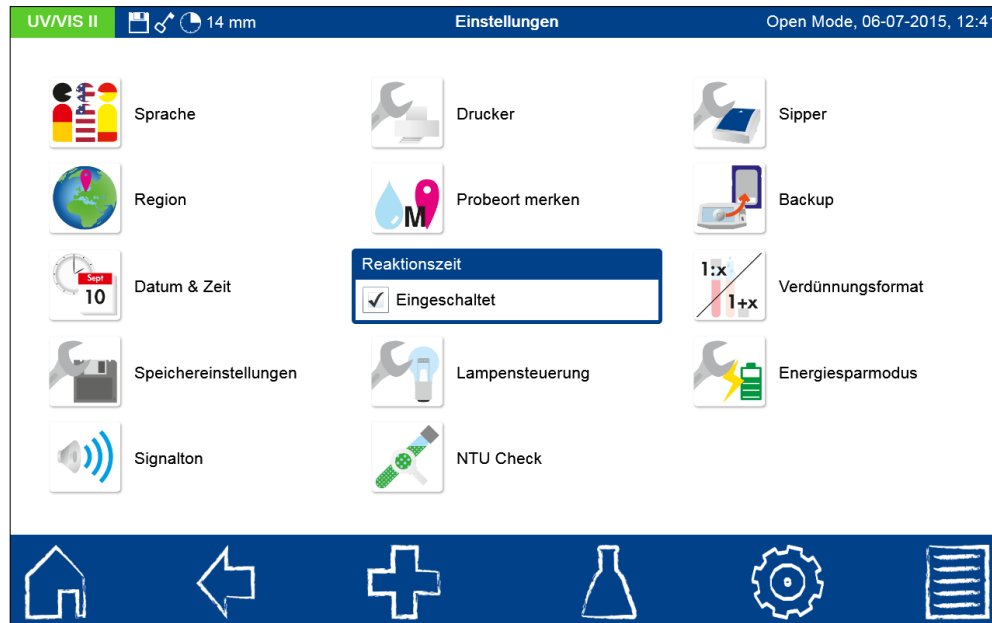 UV/VIS II 14 mm Einstellungen Open Mode, 06-07-2015, 12:41
Sprache
Drucker
Sipper
Region
M
Probeort merken
Backup
Sept
10
Datum & Zeit
Reaktionszeit
Eingeschaltet
1:x
1+x
Verdünnungsformat
Speichereinstellungen
Lampensteuerung
Energiesparmodus
Signalton
NTU Check